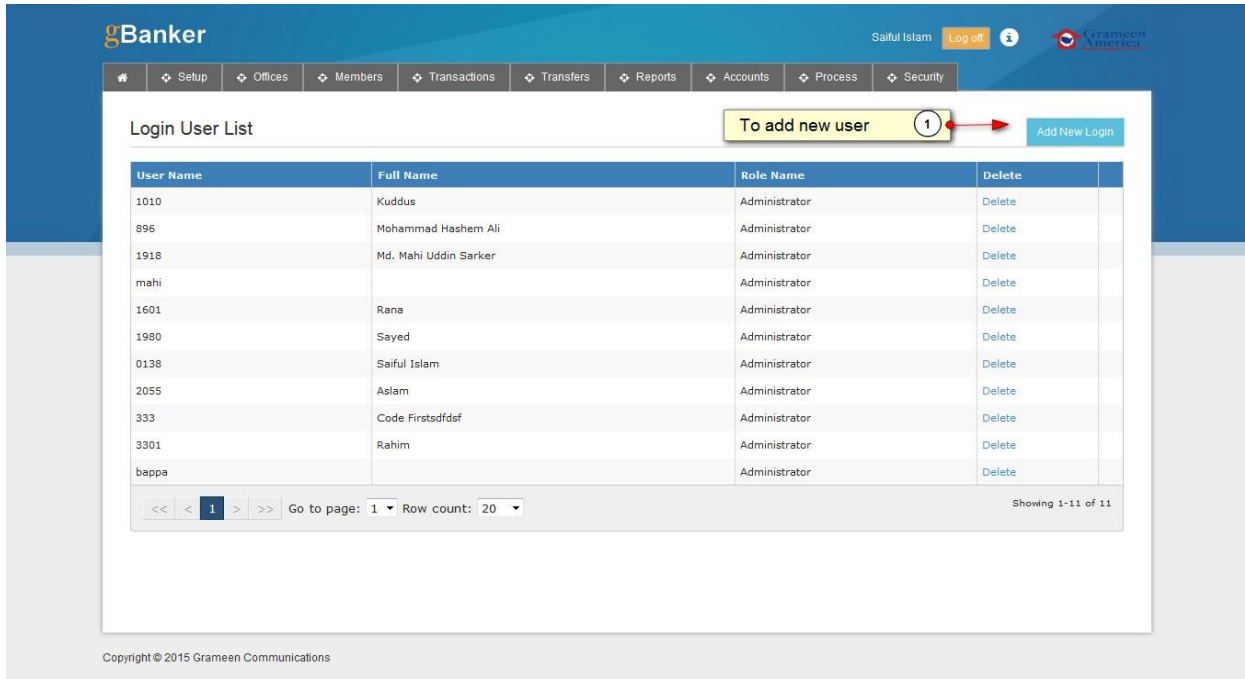 gBanker
Saiful Islam Log off i Grameen America
Setup Offices Members Transactions Transfers Reports Accounts Process Security
Login User List
To add new user 1
Add New Login
User Name Full Name Role Name Delete
1010 Kuddus Administrator Delete
896 Mohammad Hashem Ali Administrator Delete
1918 Md. Mahi Uddin Sarker Administrator Delete
mahi Administrator Delete
1601 Rana Administrator Delete
1980 Sayed Administrator Delete
0138 Saiful Islam Administrator Delete
2055 Aslam Administrator Delete
333 Code Firstsdfdsf Administrator Delete
3301 Rahim Administrator Delete
bappa Administrator Delete
<< < 1 > >> Go to page: 1 Row count: 20 Showing 1-11 of 11
Copyright © 2015 Grameen Communications